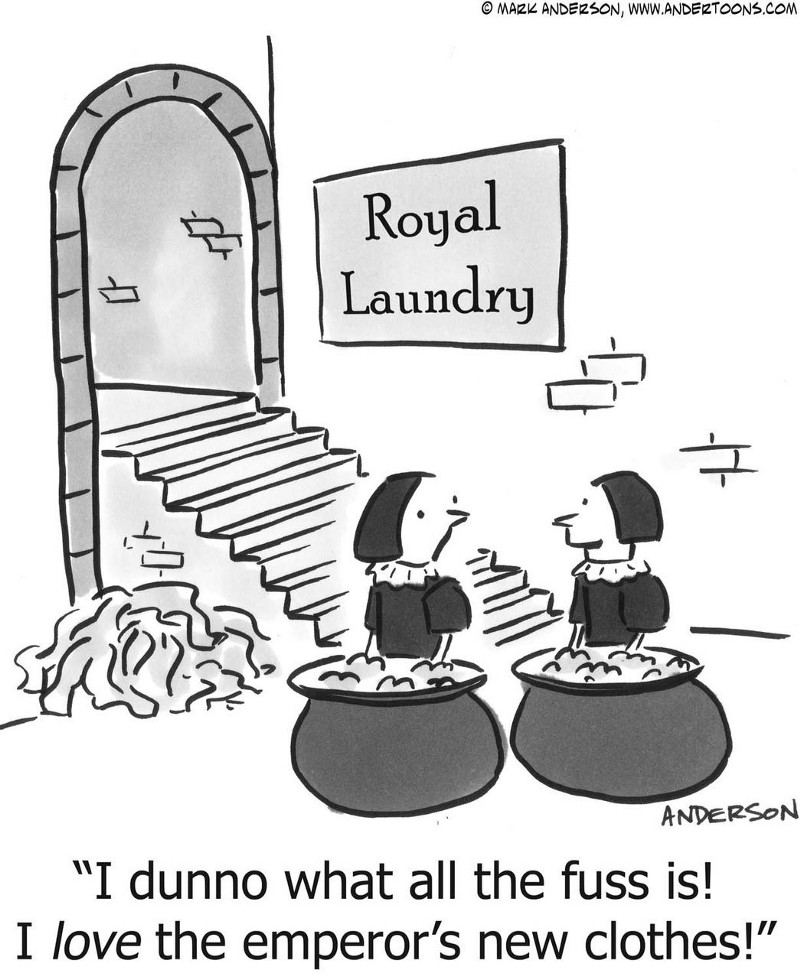 © MARK ANDERSON, WWW.ANDERTOONS.COM
Royal
Laundry
ANDERSON
“I dunno what all the fuss is!
I love the emperor’s new clothes!”